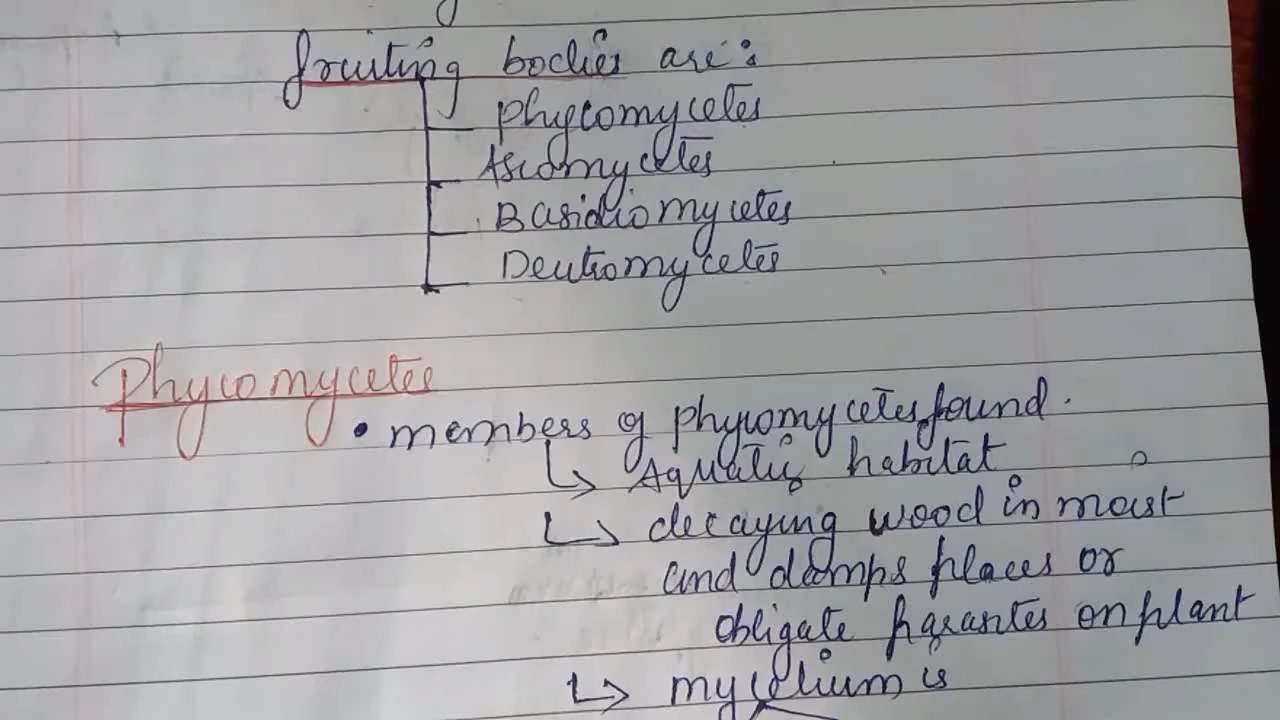 fruiting bodies are:
Phycomycetes
Ascomycetes
Basidiomycetes
Deutromycetes
Phycomycetes
• members of phycomycetes found.
↳ Aquatic habitat
↳ decaying wood in moist
and damps places or
obligate parasites on plant
↳ mycelium is